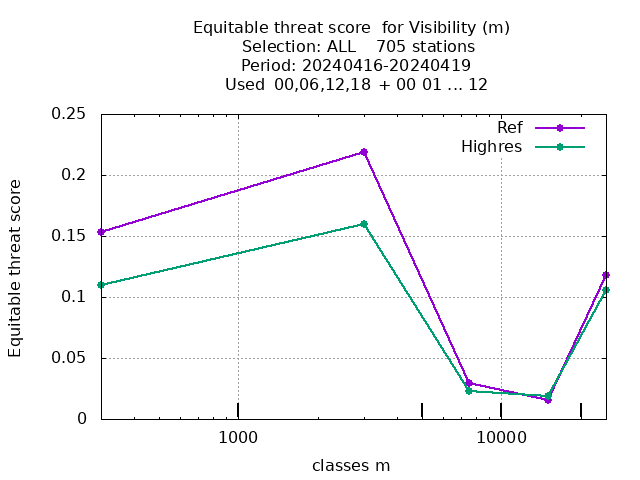 Equitable threat score  for Visibility (m)
Selection: ALL    705 stations
Period: 20240416-20240419
Used  00,06,12,18 + 00 01 ... 12
Ref
Highres
0.25
0.2
0.15
0.1
0.05
0
Equitable threat score
1000
10000
classes m